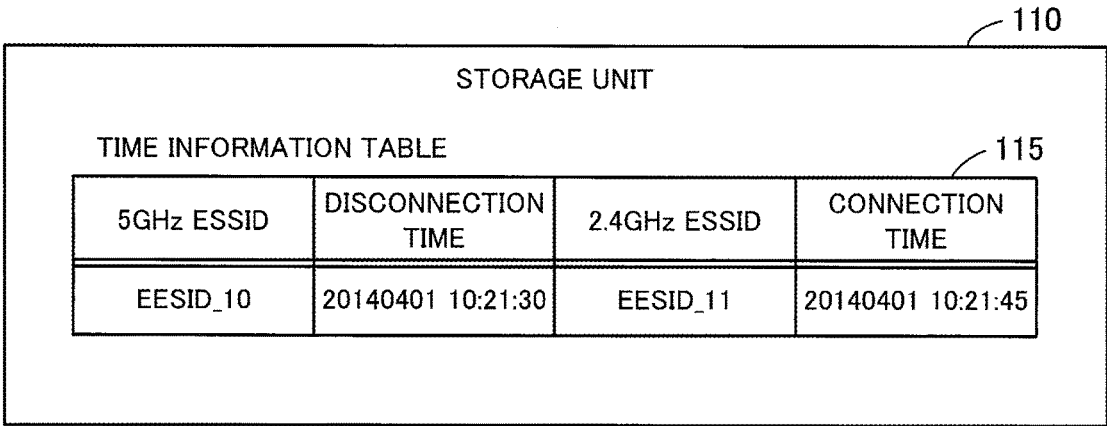 110
STORAGE UNIT
TIME INFORMATION TABLE
115
5GHz ESSID
DISCONNECTION
TIME
2.4GHz ESSID
CONNECTION
TIME
EESID_10
20140401 10:21:30
EESID_11
20140401 10:21:45